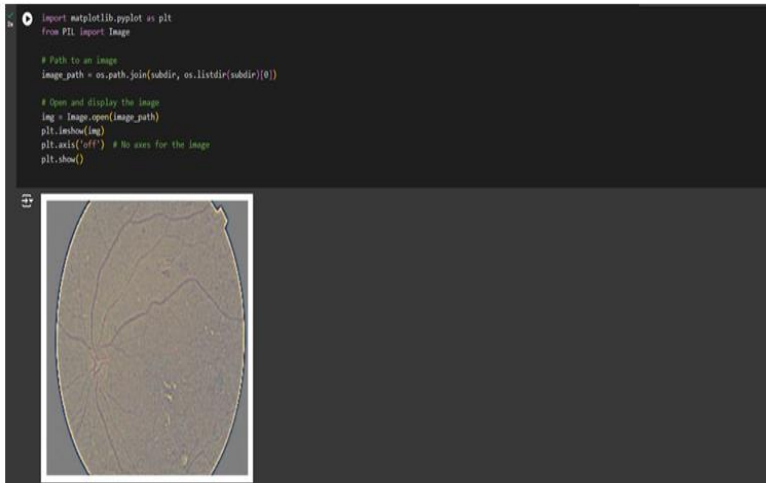 import matplotlib.pyplot as plt
from PIL import Image
# Path to an image
image_path = os.path.join(subdir, os.listdir(subdir)[0])
# Open and display the image
img = Image.open(image_path)
plt.imshow(img)
plt.axis('off')  # No axes for the image
plt.show()